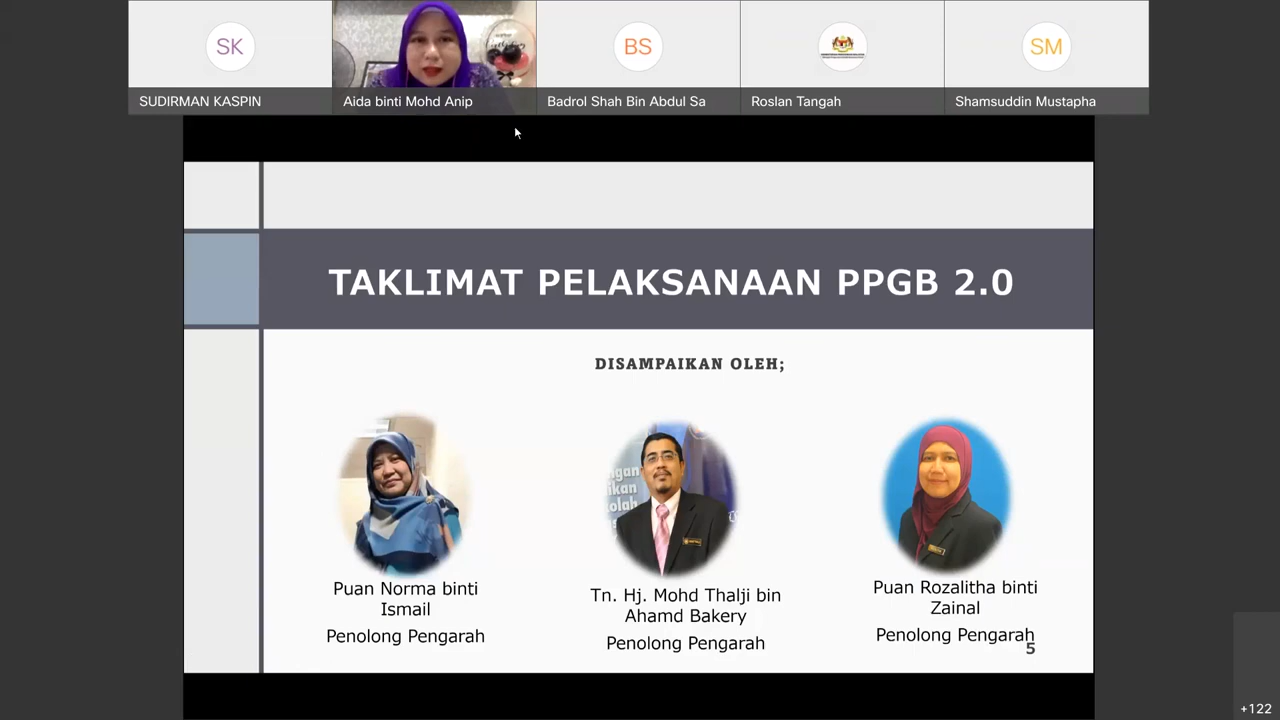 SK
BS
SM
SUDIRMAN KASPIN
Aida binti Mohd Anip
Badrol Shah Bin Abdul Sa
Roslan Tangah
Shamsuddin Mustapha
TAKLIMAT PELAKSANAAN PPGB 2.0
DISAMPAIKAN OLEH;
Puan Norma binti
Ismail
Penolong Pengarah
Tn. Hj. Mohd Thalji bin
Ahamd Bakery
Penolong Pengarah
Puan Rozalitha binti
Zainal
Penolong Pengarah
5
+122